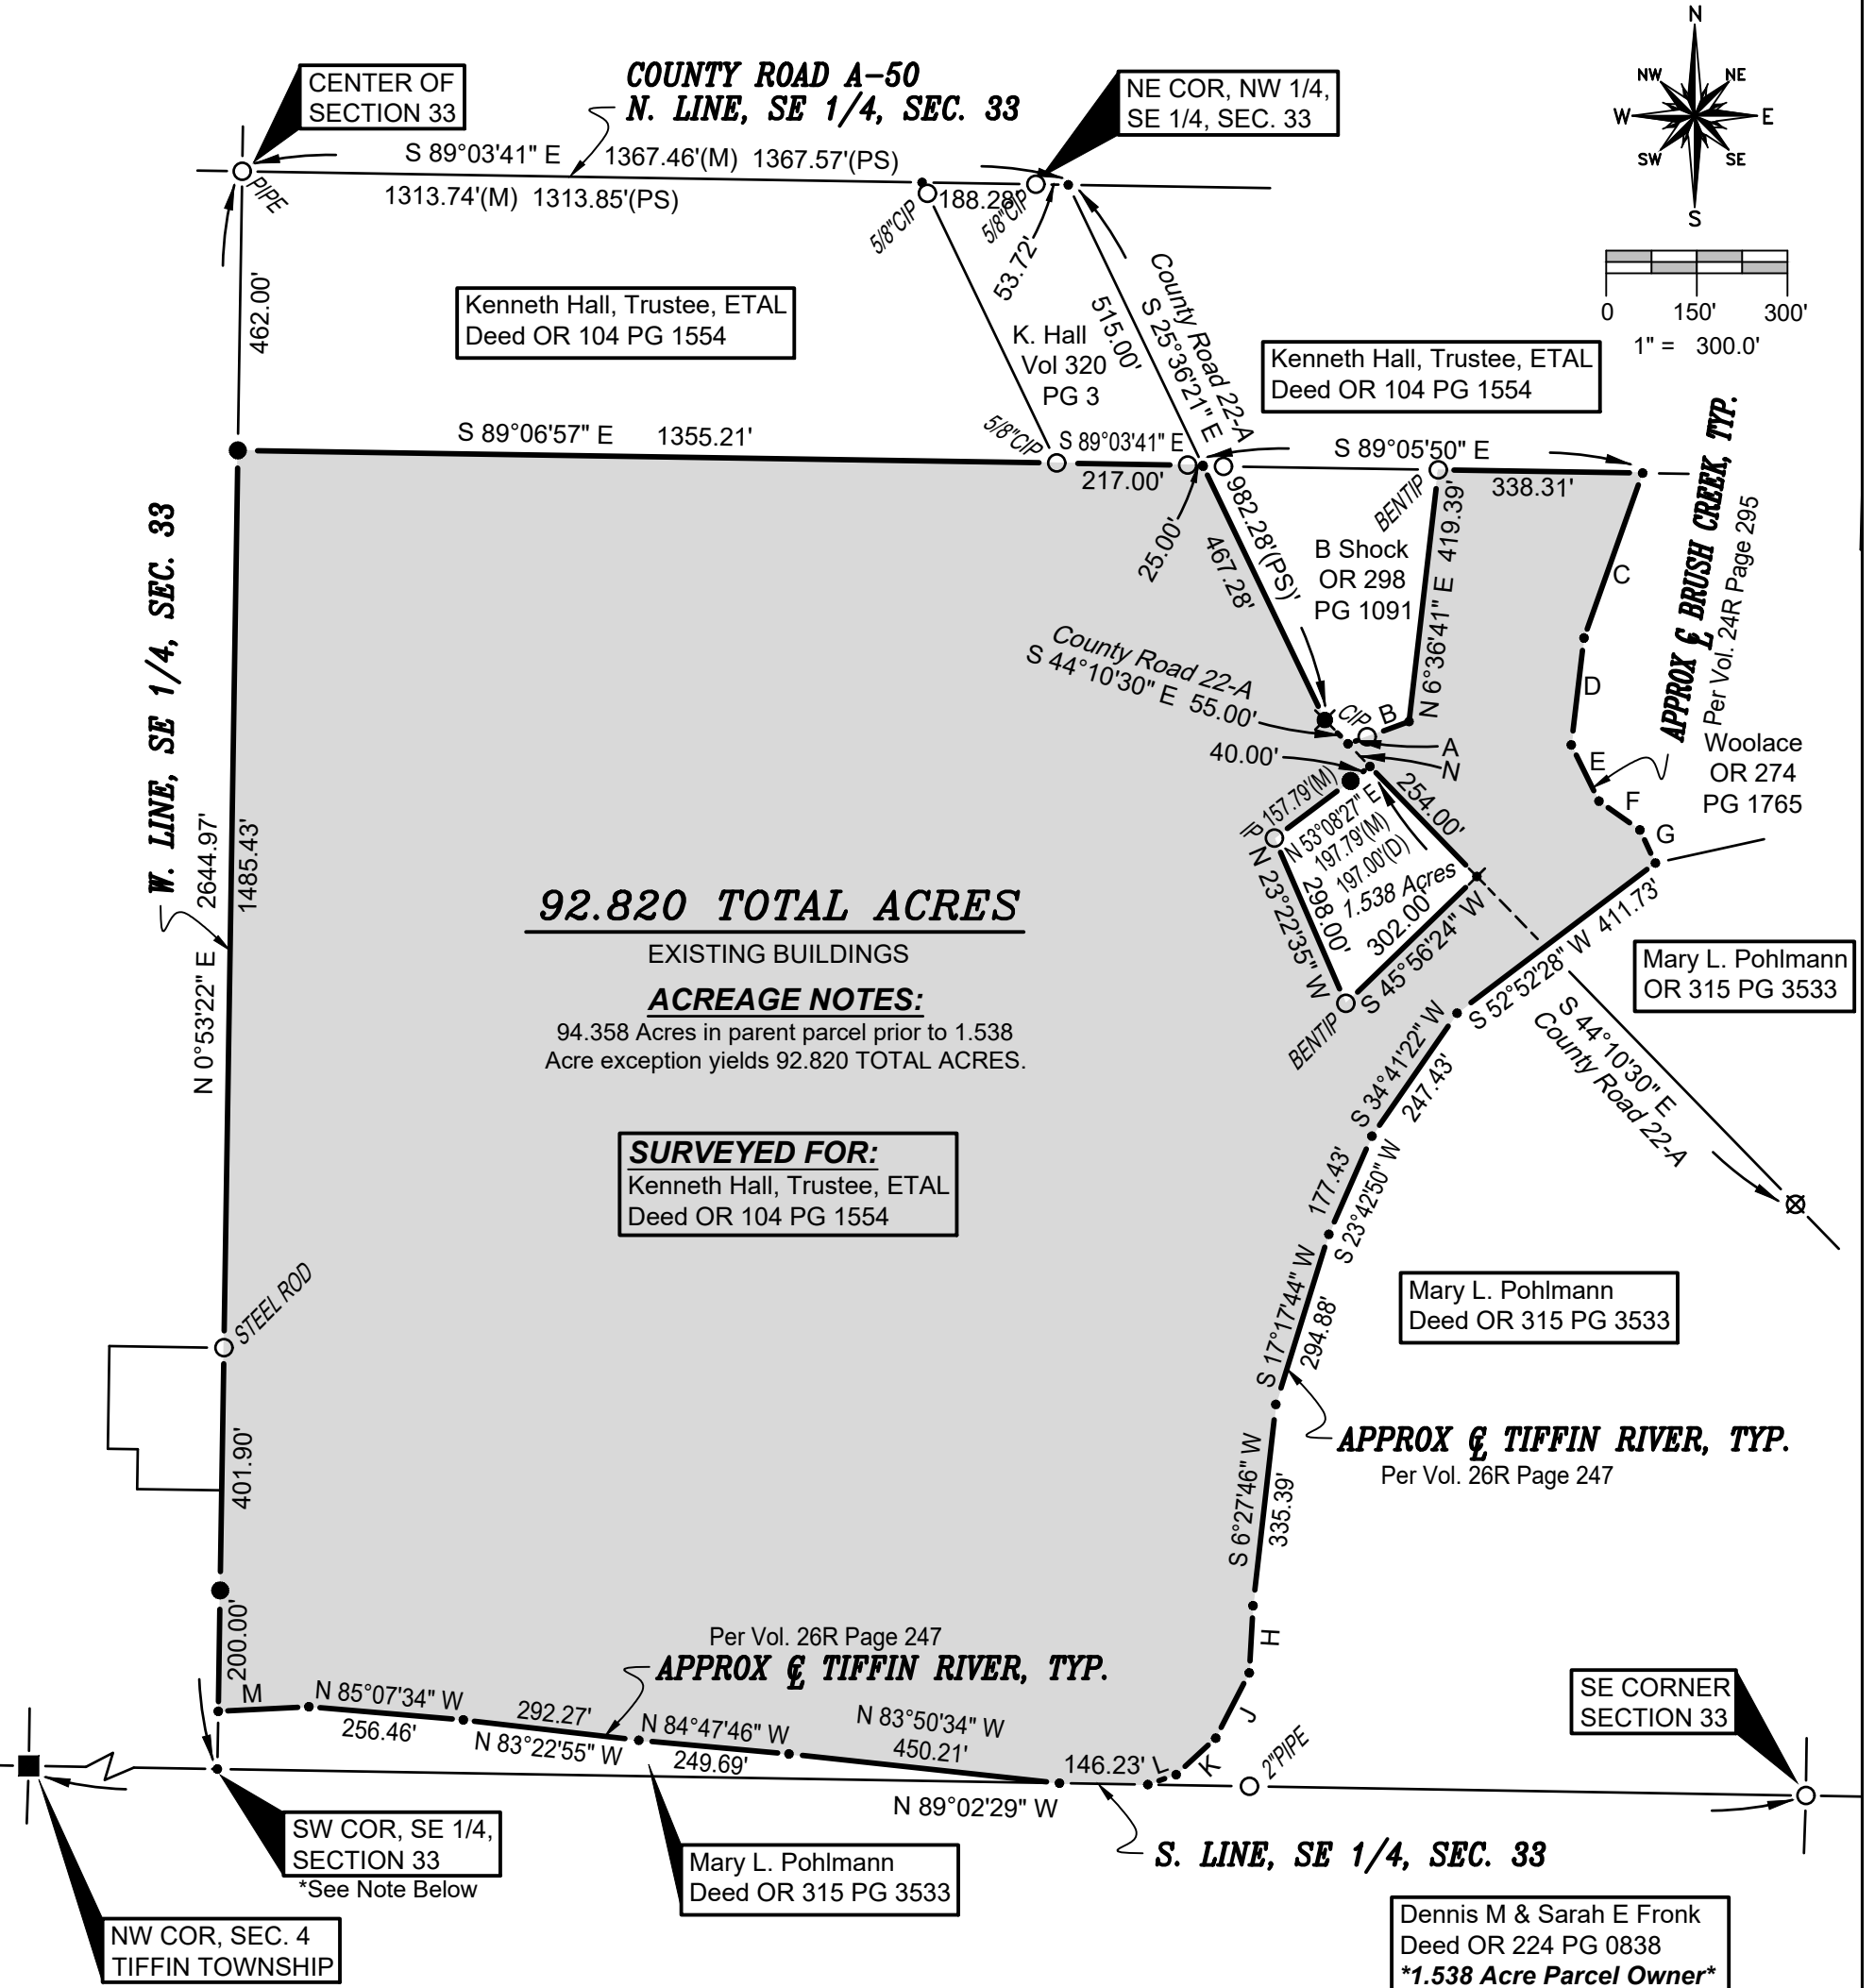 N
NW
NE
W
E
SW
SE
S
0 150' 300'
1" = 300.0'
CENTER OF
SECTION 33
COUNTY ROAD A-50
N. LINE, SE 1/4, SEC. 33
NE COR, NW 1/4,
SE 1/4, SEC. 33
S 89°03'41" E 1367.46'(M) 1367.57'(PS)
1313.74'(M) 1313.85'(PS)
PIPE
188.28'
5/8"CIP
5/8"CIP
53.72'
462.00'
Kenneth Hall, Trustee, ETAL
Deed OR 104 PG 1554
K. Hall
Vol 320
PG 3
515.00'
County Road 22-A
S 25°36'21" E
Kenneth Hall, Trustee, ETAL
Deed OR 104 PG 1554
S 89°06'57" E 1355.21'
5/8"CIP
S 89°03'41" E
217.00'
25.00'
S 89°05'50" E
338.31'
BENTIP
982.28'(PS)'
467.28'
B Shock
OR 298
PG 1091
N 6°36'41" E 419.39'
C
D
E
F
G
APPROX ℄ BRUSH CREEK, TYP.
Per Vol. 24R Page 295
Woolace
OR 274
PG 1765
County Road 22-A
S 44°10'30" E 55.00'
CIP
B
A
N
40.00'
157.79'(M)
IP
N 53°08'27" E
197.79'(M)
197.00'(D)
1.538 Acres
254.00'
N 23°22'35" W
298.00'
302.00'
S 45°56'24" W
BENTIP
W. LINE, SE 1/4, SEC. 33
N 0°53'22" E 2644.97'
1485.43'
92.820 TOTAL ACRES
EXISTING BUILDINGS
ACREAGE NOTES:
94.358 Acres in parent parcel prior to 1.538
Acre exception yields 92.820 TOTAL ACRES.
SURVEYED FOR:
Kenneth Hall, Trustee, ETAL
Deed OR 104 PG 1554
S 52°52'28" W 411.73'
Mary L. Pohlmann
OR 315 PG 3533
S 44°10'30" E
County Road 22-A
S 34°41'22" W
247.43'
177.43'
S 23°42'50" W
S 17°17'44" W
294.88'
Mary L. Pohlmann
Deed OR 315 PG 3533
APPROX ℄ TIFFIN RIVER, TYP.
Per Vol. 26R Page 247
STEEL ROD
401.90'
S 6°27'46" W
335.39'
H
J
K
L
200.00'
M
Per Vol. 26R Page 247
APPROX ℄ TIFFIN RIVER, TYP.
N 85°07'34" W
256.46'
292.27'
N 83°22'55" W
N 84°47'46" W
249.69'
N 83°50'34" W
450.21'
146.23'
2"PIPE
N 89°02'29" W
SE CORNER
SECTION 33
S. LINE, SE 1/4, SEC. 33
SW COR, SE 1/4,
SECTION 33
*See Note Below
Mary L. Pohlmann
Deed OR 315 PG 3533
NW COR, SEC. 4
TIFFIN TOWNSHIP
Dennis M & Sarah E Fronk
Deed OR 224 PG 0838
*1.538 Acre Parcel Owner*